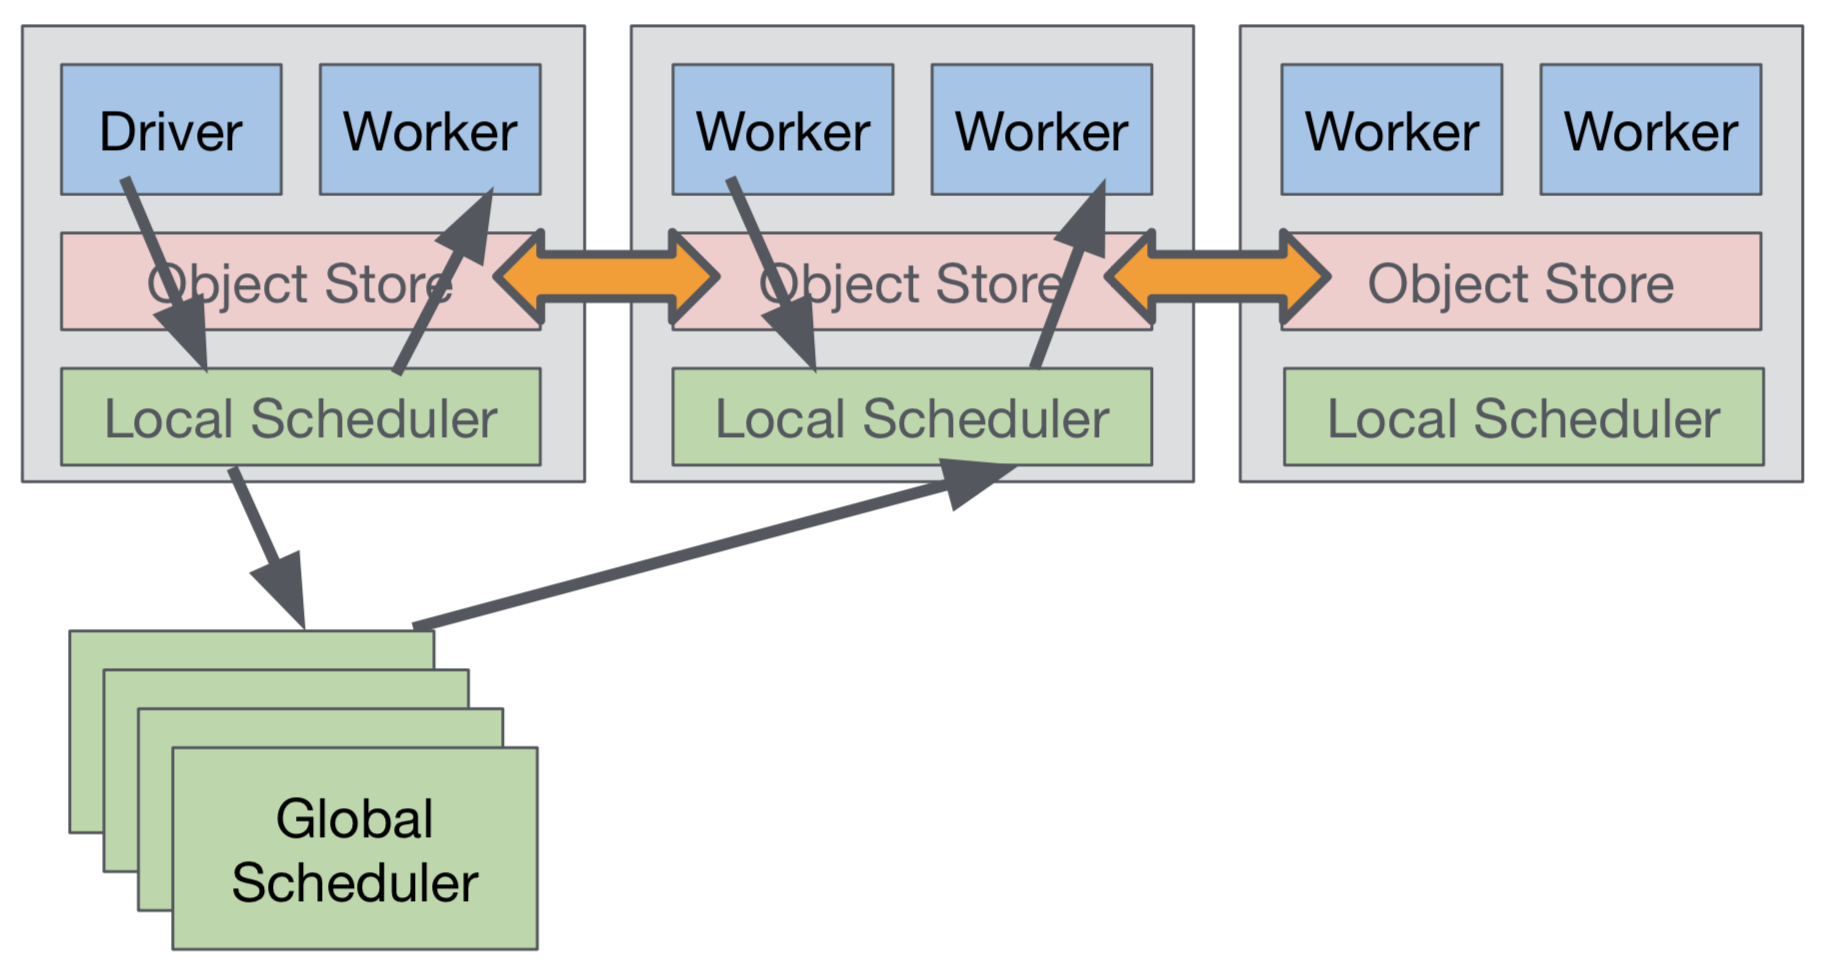 Driver
Worker
Worker
Worker
Worker
Worker
Object Store
Object Store
Object Store
Local Scheduler
Local Scheduler
Local Scheduler
Global
Scheduler